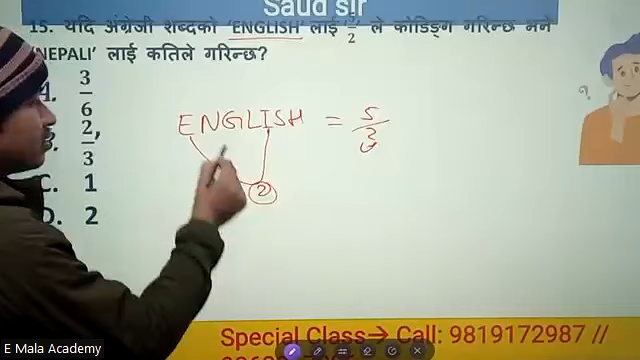 Saud sir
15. यदि अंग्रेजी शब्दको ‘ENGLISH’ लाई 5/2 ले कोडिङ्ग गरिन्छ भने
‘NEPALI’ लाई कतिले गरिन्छ?
A. 3/6
B. 2/3,
C. 1
D. 2
ENGLISH = 5/2
2
Special Class→ Call: 9819172987 //
E Mala Academy